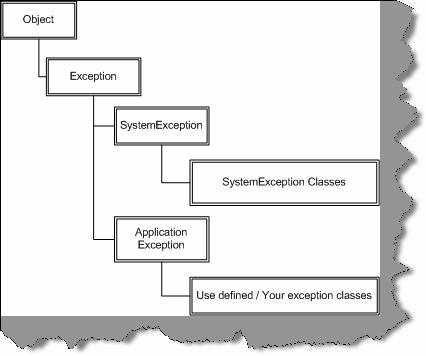 Object
Exception
SystemException
SystemException Classes
Application
Exception
Use defined / Your exception classes